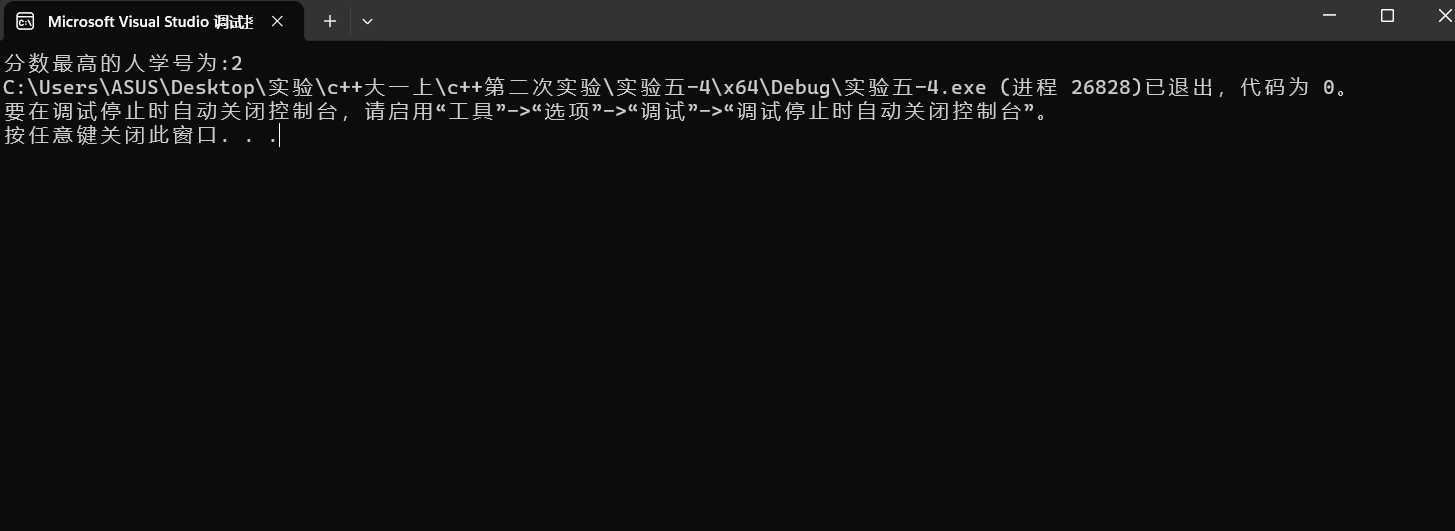 Microsoft Visual Studio 调试
分数最高的人学号为:2
C:\Users\ASUS\Desktop\实验\c++大一上\c++第二次实验\实验五-4\x64\Debug\实验五-4.exe (进程 26828)已退出，代码为 0。
要在调试停止时自动关闭控制台，请启用“工具”->“选项”->“调试”->“调试停止时自动关闭控制台”。
按任意键关闭此窗口. . .